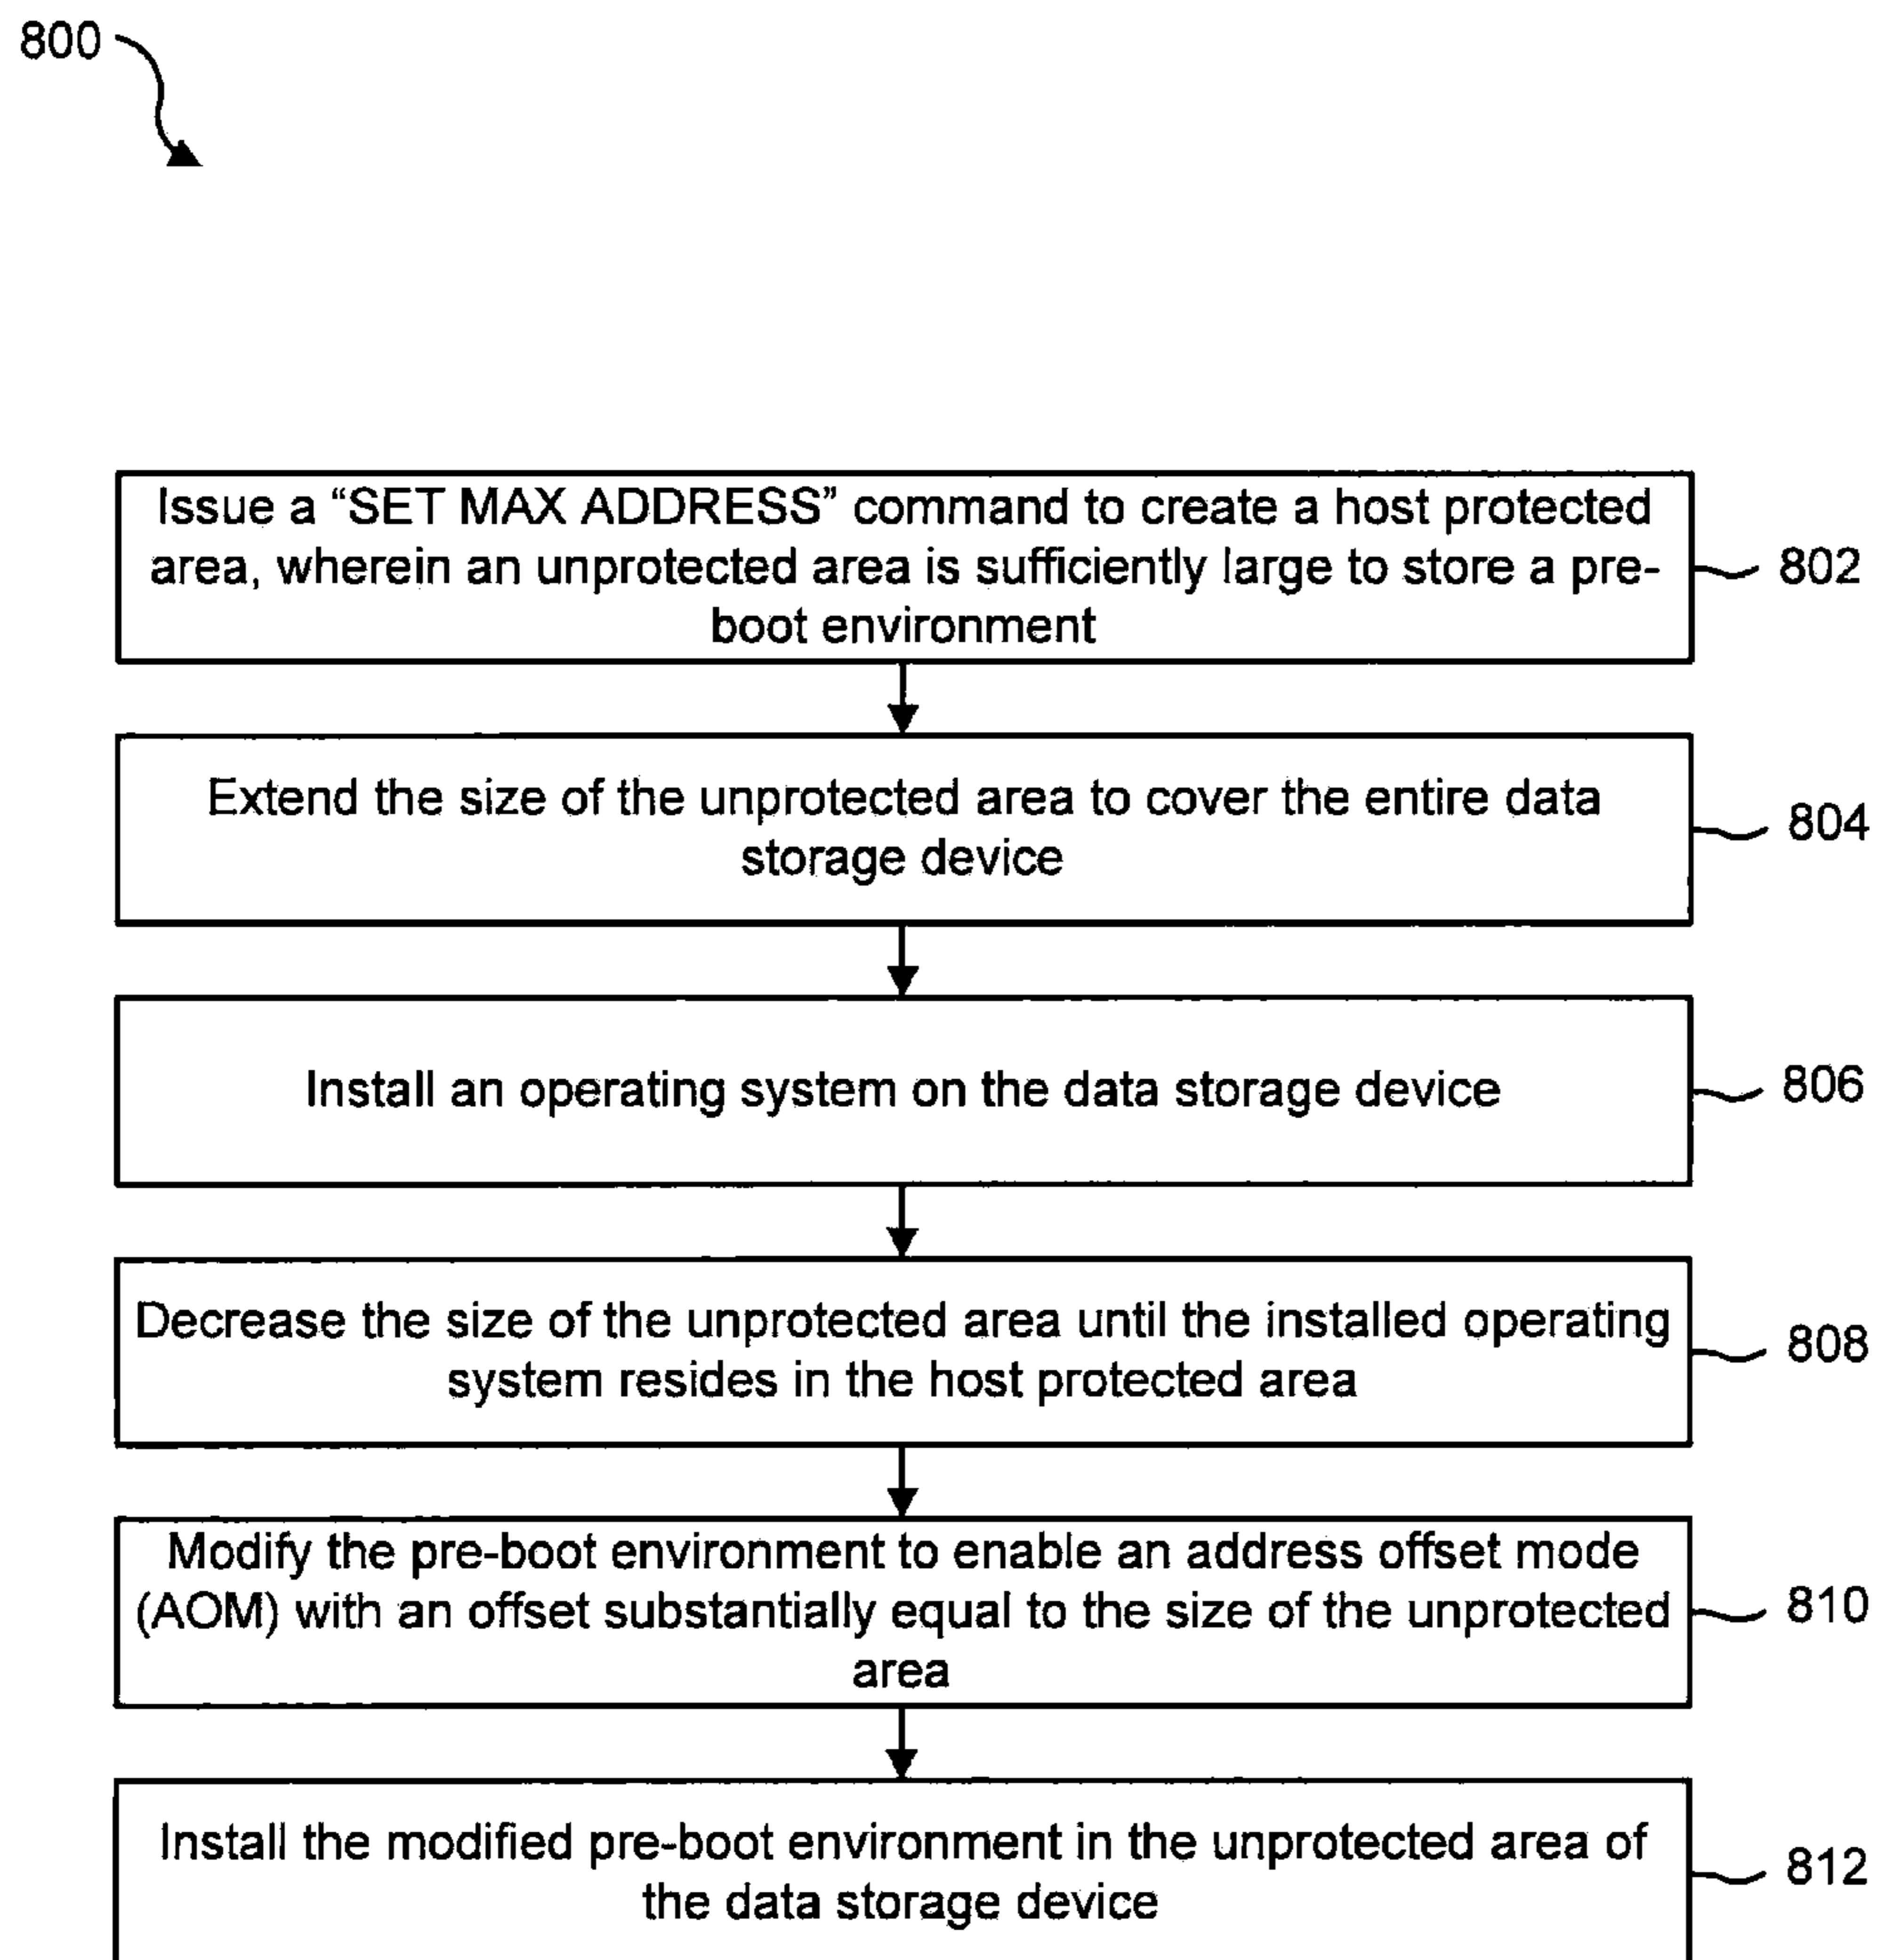 800
Issue a “SET MAX ADDRESS” command to create a host protected
area, wherein an unprotected area is sufficiently large to store a pre-
boot environment
802
Extend the size of the unprotected area to cover the entire data
storage device
804
Install an operating system on the data storage device
806
Decrease the size of the unprotected area until the installed operating
system resides in the host protected area
808
Modify the pre-boot environment to enable an address offset mode
(AOM) with an offset substantially equal to the size of the unprotected
area
810
Install the modified pre-boot environment in the unprotected area of
the data storage device
812